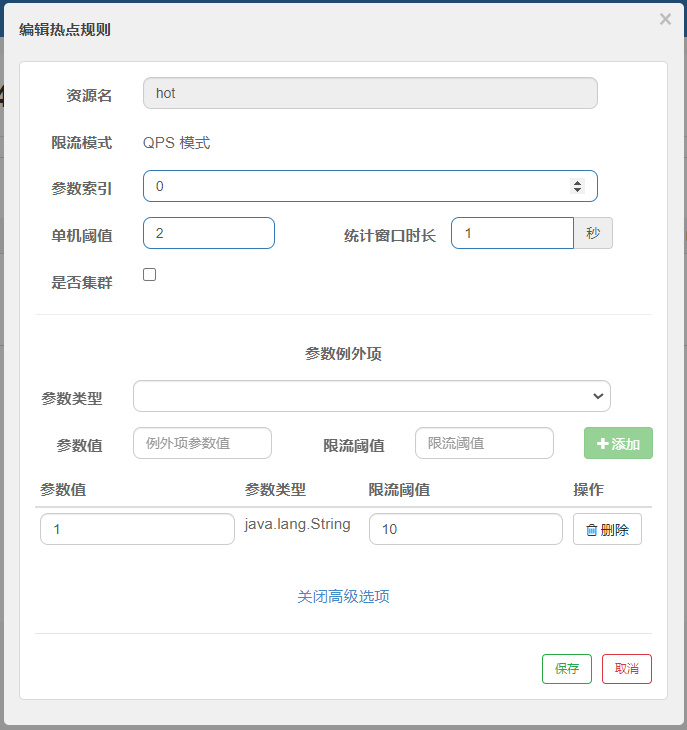 编辑热点规则
×
资源名 hot
限流模式 QPS 模式
参数索引 0
单机阈值 2 统计窗口时长 1 秒
是否集群
参数例外项
参数类型
参数值 例外项参数值 限流阈值 限流阈值 +添加
参数值 参数类型 限流阈值 操作
1 java.lang.String 10 删除
关闭高级选项
保存 取消